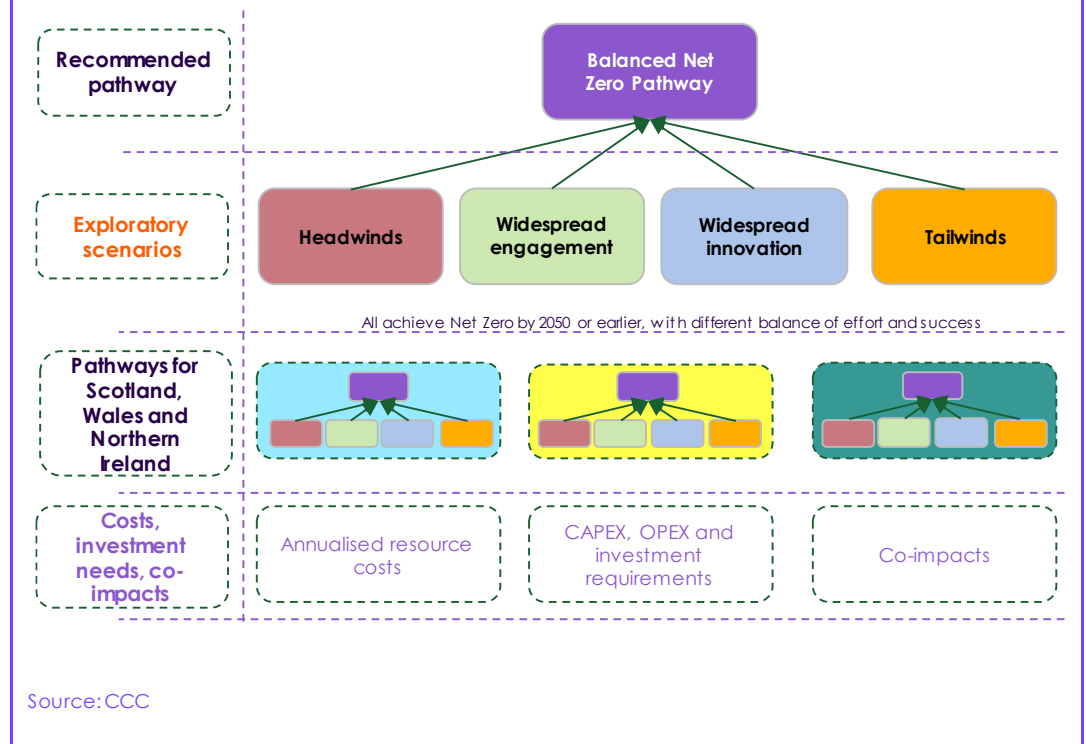 Recommended
pathway
Balanced Net
Zero Pathway
Exploratory
scenarios
Headwinds
Widespread
engagement
Widespread
innovation
Tailwinds
All achieve Net Zero by 2050 or earlier, with different balance of effort and success
Pathways for
Scotland,
Wales and
Northern
Ireland
Costs,
investment
needs, co-
impacts
Annualised resource
costs
CAPEX, OPEX and
investment
requirements
Co-impacts
Source: CCC